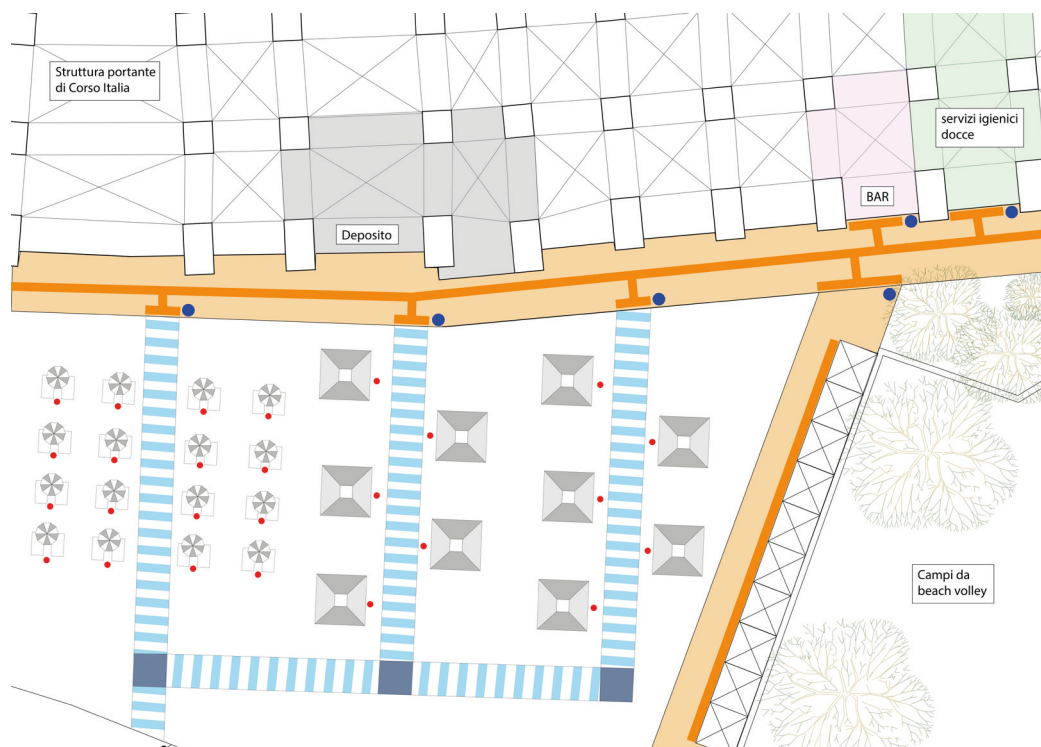 Struttura portante
di Corso Italia
servizi igienici
docce
BAR
Deposito
Campi da
beach volley